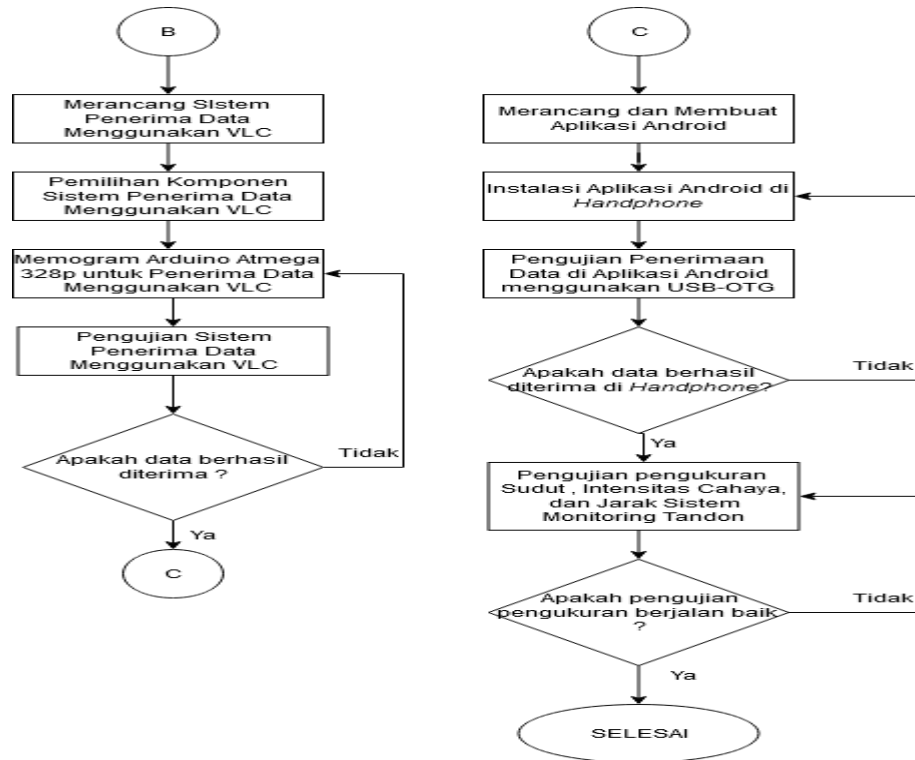 B
Merancang SIstem
Penerima Data
Menggunakan VLC
Pemilihan Komponen
Sistem Penerima Data
Menggunakan VLC
Memogram Arduino Atmega
328p untuk Penerima Data
Menggunakan VLC
Pengujian Sistem
Penerima Data
Menggunakan VLC
Apakah data berhasil
diterima ?
Tidak
Ya
C
C
Merancang dan Membuat
Aplikasi Android
Instalasi Aplikasi Android di
Handphone
Pengujian Penerimaan
Data di Aplikasi Android
menggunakan USB-OTG
Apakah data berhasil
diterima di Handphone?
Tidak
Ya
Pengujian pengukuran
Sudut , Intensitas Cahaya,
dan Jarak Sistem
Monitoring Tandon
Apakah pengujian
pengukuran berjalan baik
?
Tidak
Ya
SELESAI